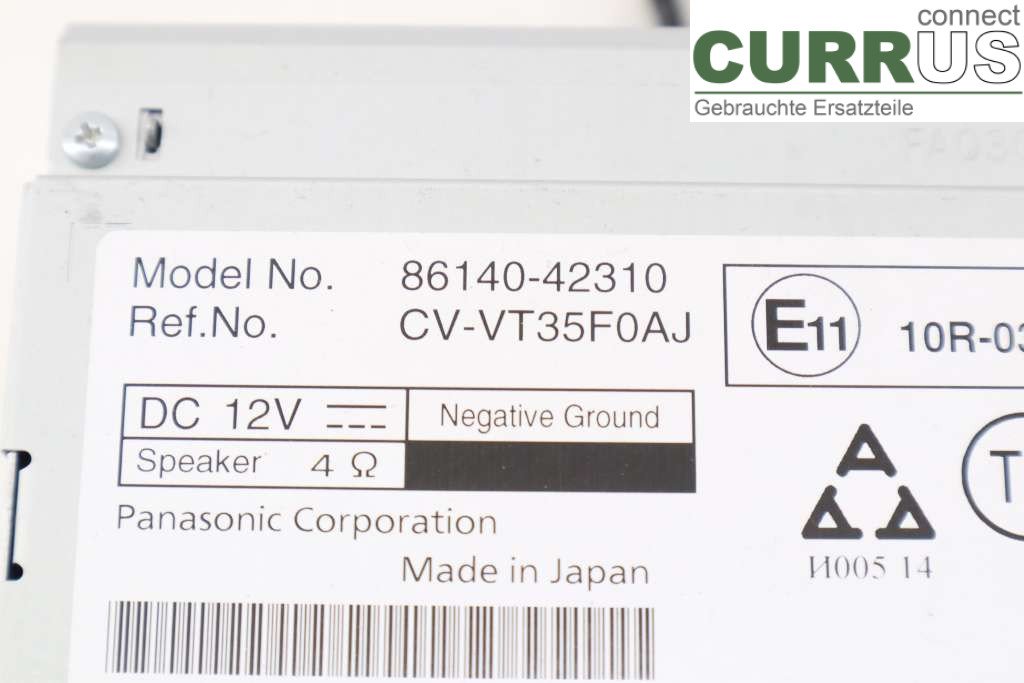 connect
CURRUS
Gebrauchte Ersatzteile
Model No. 86140-42310
Ref.No. CV-VT35F0AJ
E11 10R-03
DC 12V Negative Ground
Speaker 4 Ω
Panasonic Corporation
Made in Japan
И005 14